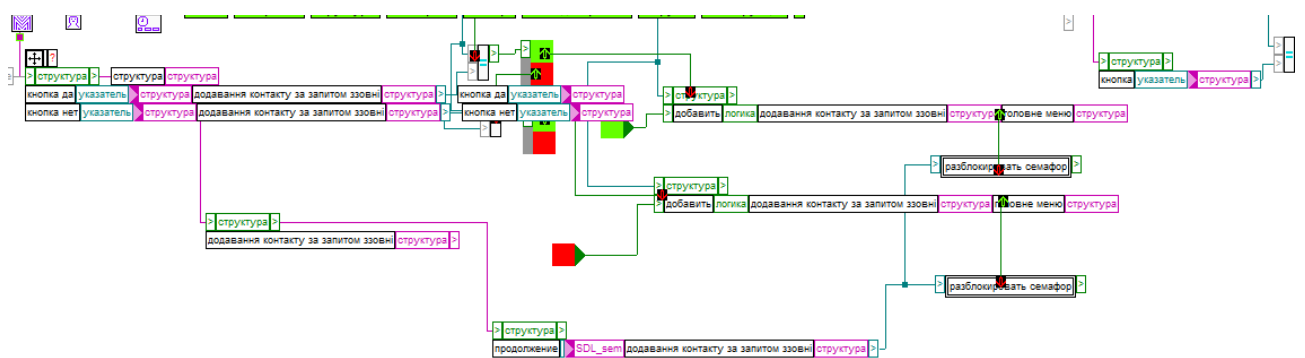 ?
структура
структура структура
структура
кнопка указатель структура
кнопка да указатель структура додавання контакту за запитом ззовні структура
кнопка да указатель структура
структура
кнопка нет указатель структура додавання контакту за запитом ззовні структура
кнопка нет указатель структура
добавить логика додавання контакту за запитом ззовні структура головне меню структура
разблокировать семафор
структура
добавить логика додавання контакту за запитом ззовні структура головне меню структура
структура
додавання контакту за запитом ззовні структура
разблокировать семафор
структура
продолжение SDL_sem додавання контакту за запитом ззовні структура